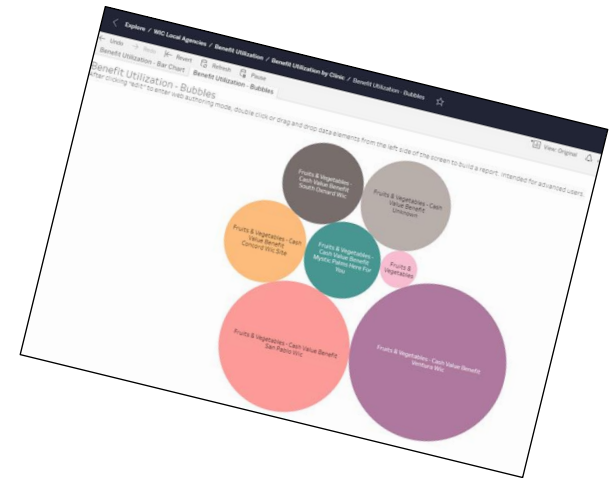 Explore / WIC Local Agencies / Benefit Utilization / Benefit Utilization by Clinic / Benefit Utilization - Bubbles
Undo Redo Revert Refresh Pause View: Original
Benefit Utilization - Bar Chart Benefit Utilization - Bubbles
Benefit Utilization - Bubbles
After clicking "edit" to enter web authoring mode, double click or drag and drop data elements from the left side of the screen to build a report. Intended for advanced users.
Fruits & Vegetables -
Cash Value Benefit
South Oxnard Wic
Fruits & Vegetables - Cash
Value Benefit
Unknown
Fruits & Vegetables - Cash
Value Benefit
Concord Wic Site
Fruits & Vegetables -
Cash Value Benefit
Mystic Plains Here For
You
Fruits &
Vegetables
Fruits & Vegetables - Cash Value Benefit
San Pablo Wic
Fruits & Vegetables - Cash Value Benefit
Ventura Wic